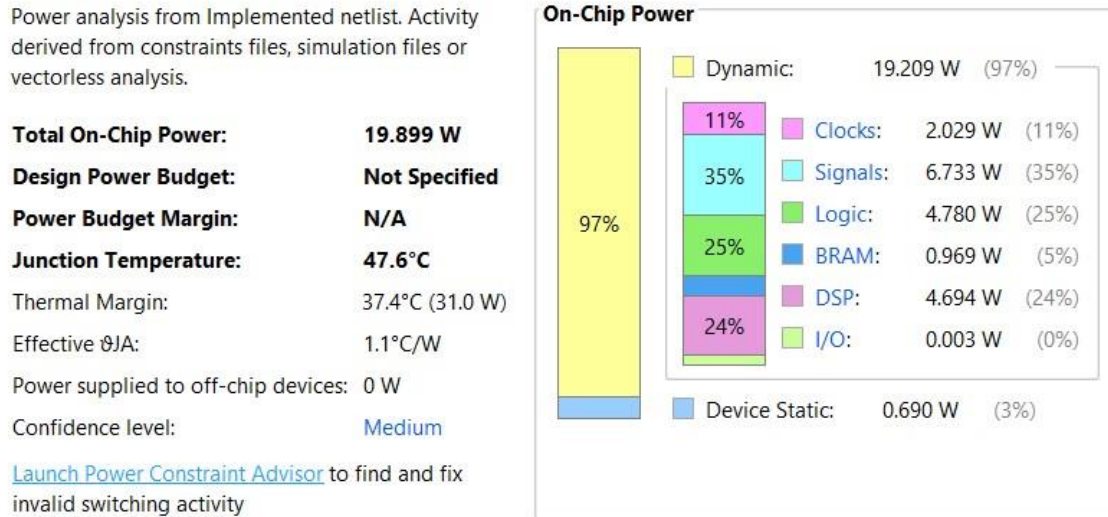 Power analysis from Implemented netlist. Activity
derived from constraints files, simulation files or
vectorless analysis.
Total On-Chip Power: 19.899 W
Design Power Budget: Not Specified
Power Budget Margin: N/A
Junction Temperature: 47.6°C
Thermal Margin: 37.4°C (31.0 W)
Effective ϑJA: 1.1°C/W
Power supplied to off-chip devices: 0 W
Confidence level: Medium
Launch Power Constraint Advisor to find and fix
invalid switching activity
On-Chip Power
97%
Dynamic: 19.209 W (97%)
11% Clocks: 2.029 W (11%)
35% Signals: 6.733 W (35%)
25% Logic: 4.780 W (25%)
BRAM: 0.969 W (5%)
24% DSP: 4.694 W (24%)
I/O: 0.003 W (0%)
Device Static: 0.690 W (3%)